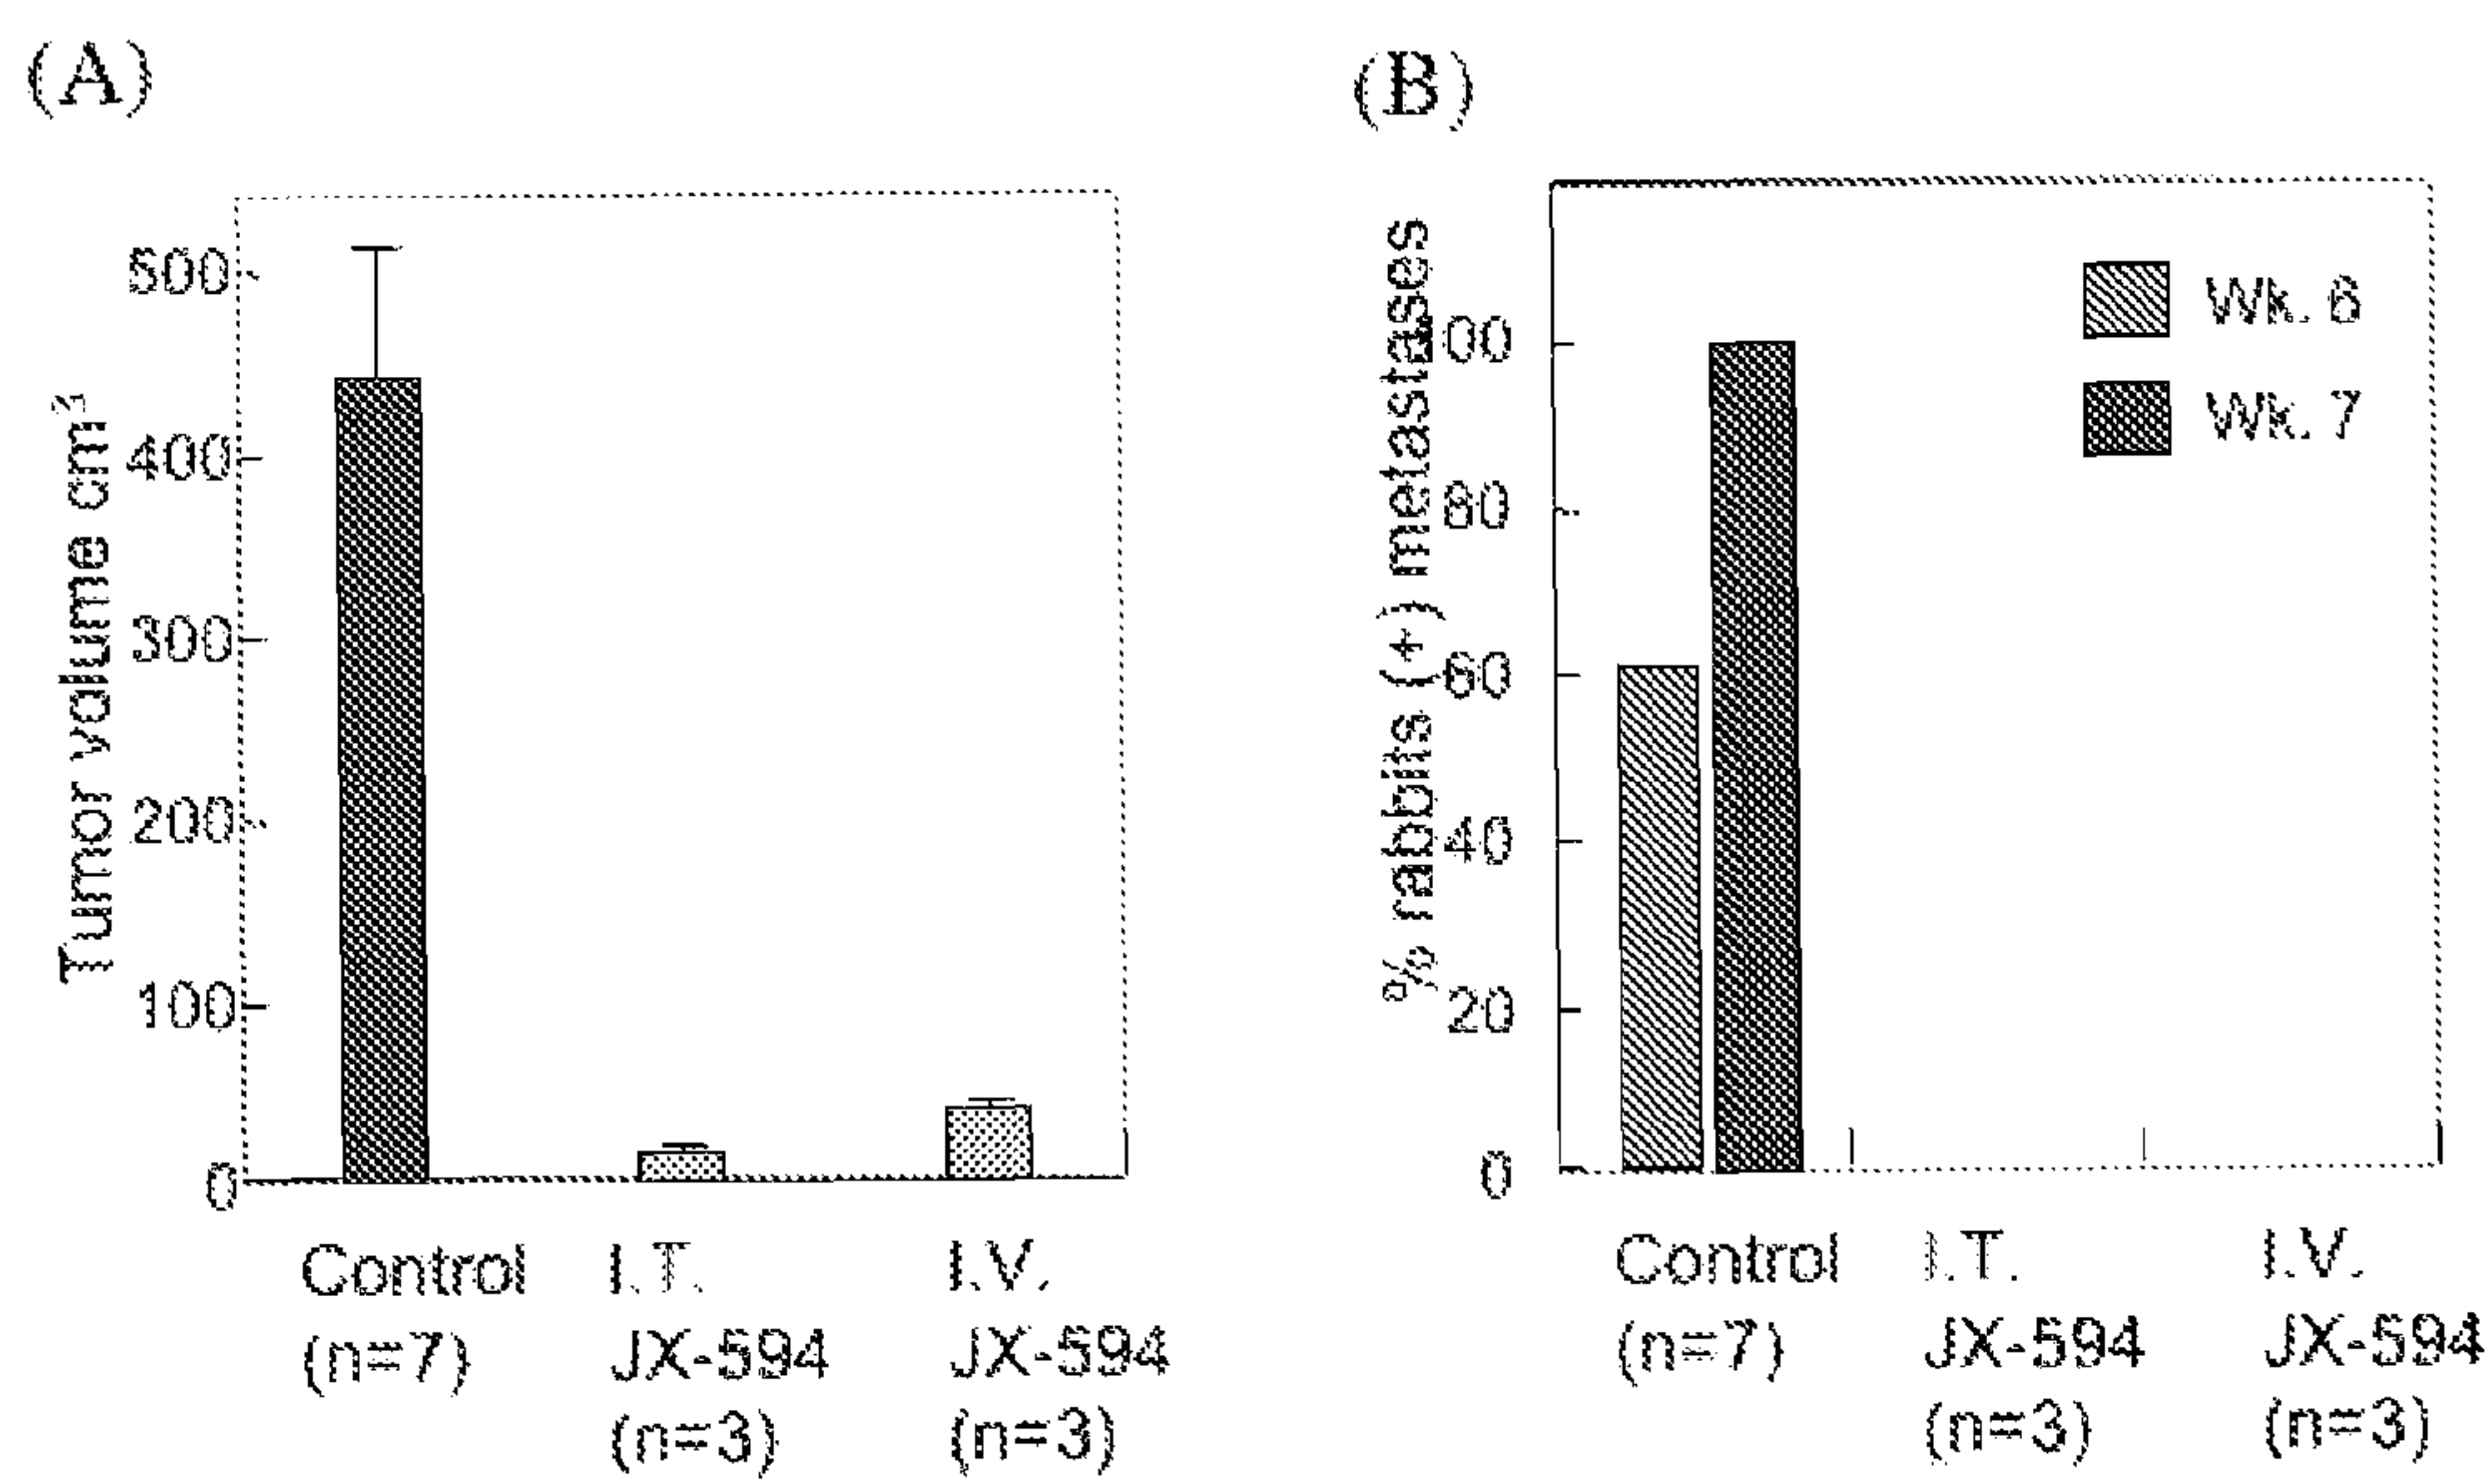 (A)
Tumor volume cm³
500
400
300
200
100
0
Control
(n=7)
I.T.
JX-594
(n=3)
I.V.
JX-594
(n=3)
(B)
% rabbits (+) metastases
100
80
60
40
20
0
Wk. 6
Wk. 7
Control
(n=7)
I.T.
JX-594
(n=3)
I.V.
JX-594
(n=3)